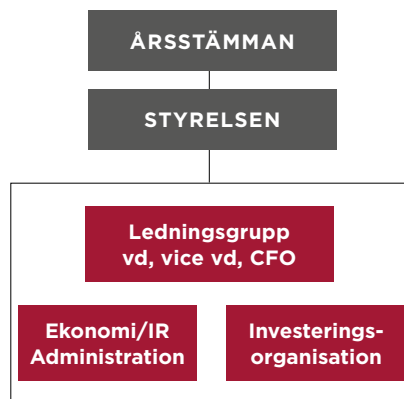 ÅRSSTÄMMAN
STYRELSEN
Ledningsgrupp
vd, vice vd, CFO
Ekonomi/IR
Administration
Investerings-
organisation